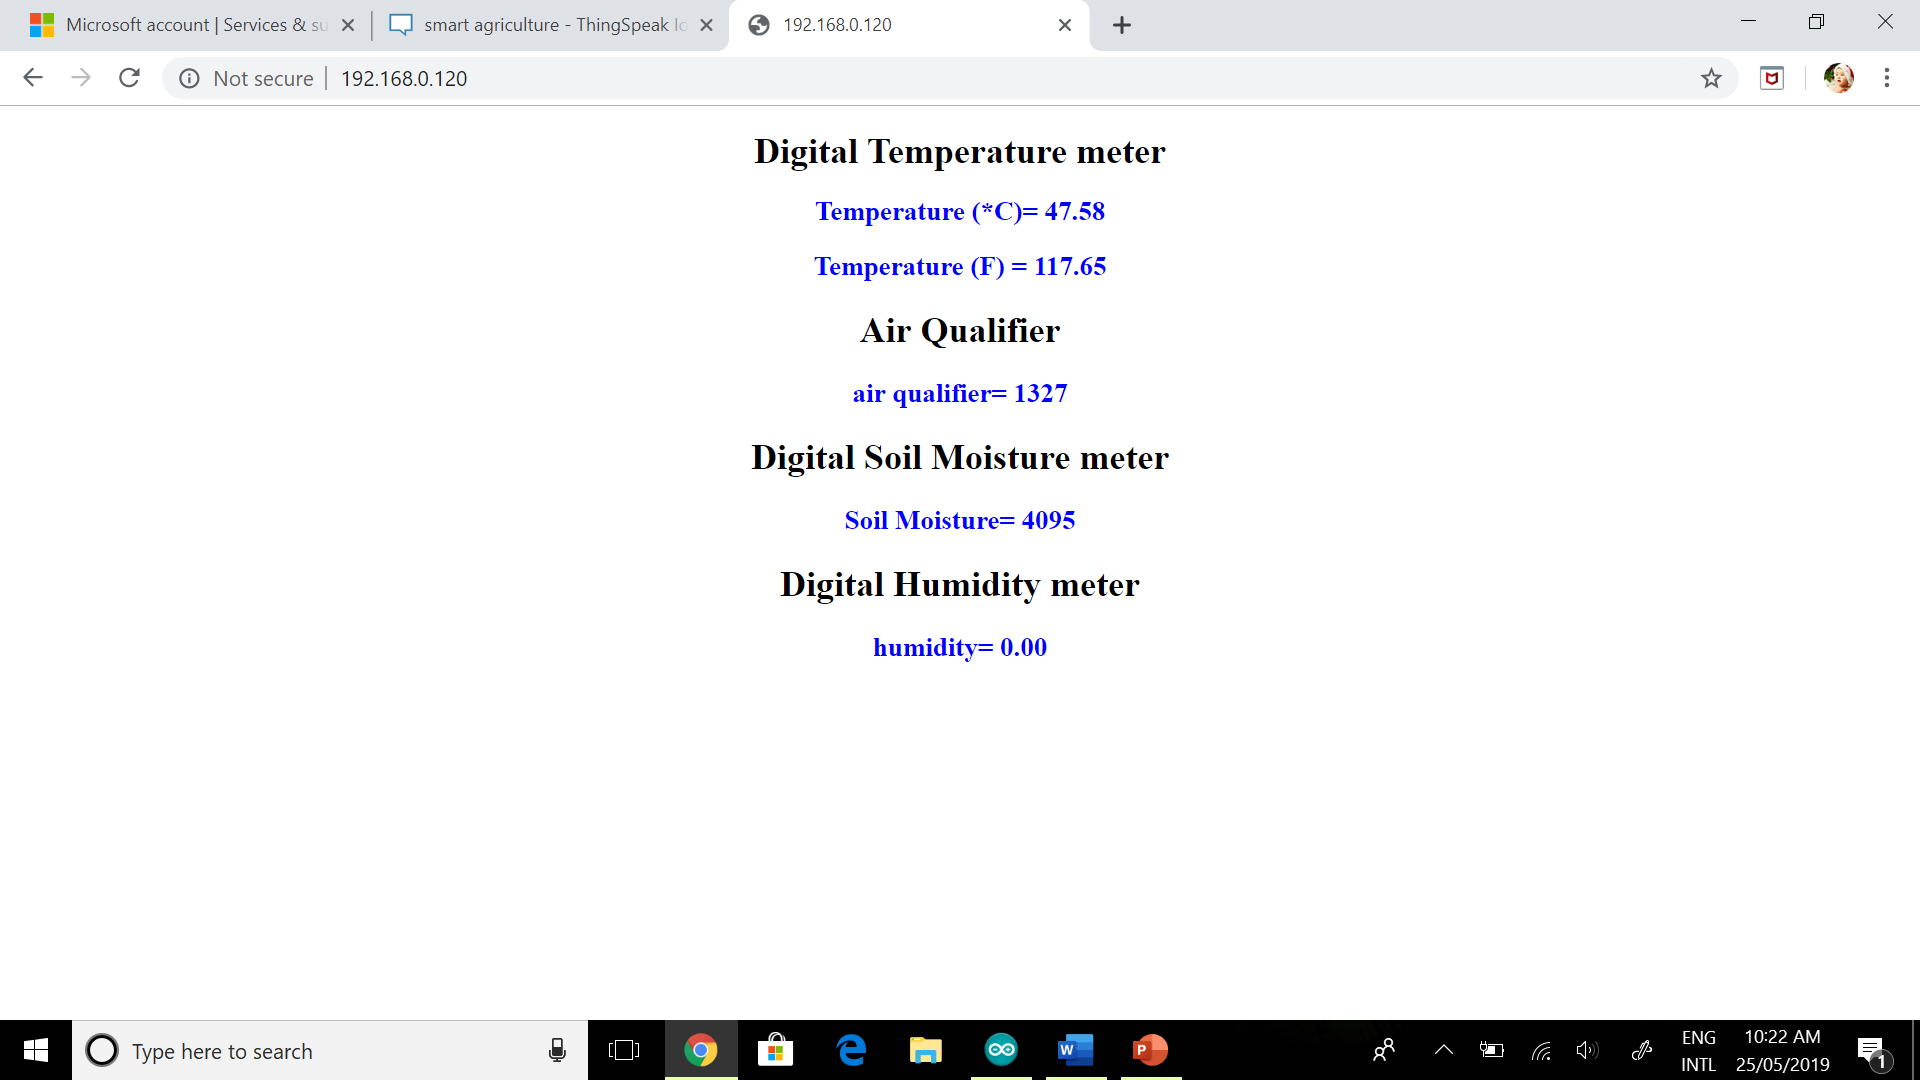 Microsoft account | Services & su
smart agriculture - ThingSpeak Io
192.168.0.120
Not secure
192.168.0.120
Digital Temperature meter
Temperature (*C)= 47.58
Temperature (F) = 117.65
Air Qualifier
air qualifier= 1327
Digital Soil Moisture meter
Soil Moisture= 4095
Digital Humidity meter
humidity= 0.00
Type here to search
W
P
ENG
INTL
10:22 AM
25/05/2019
1